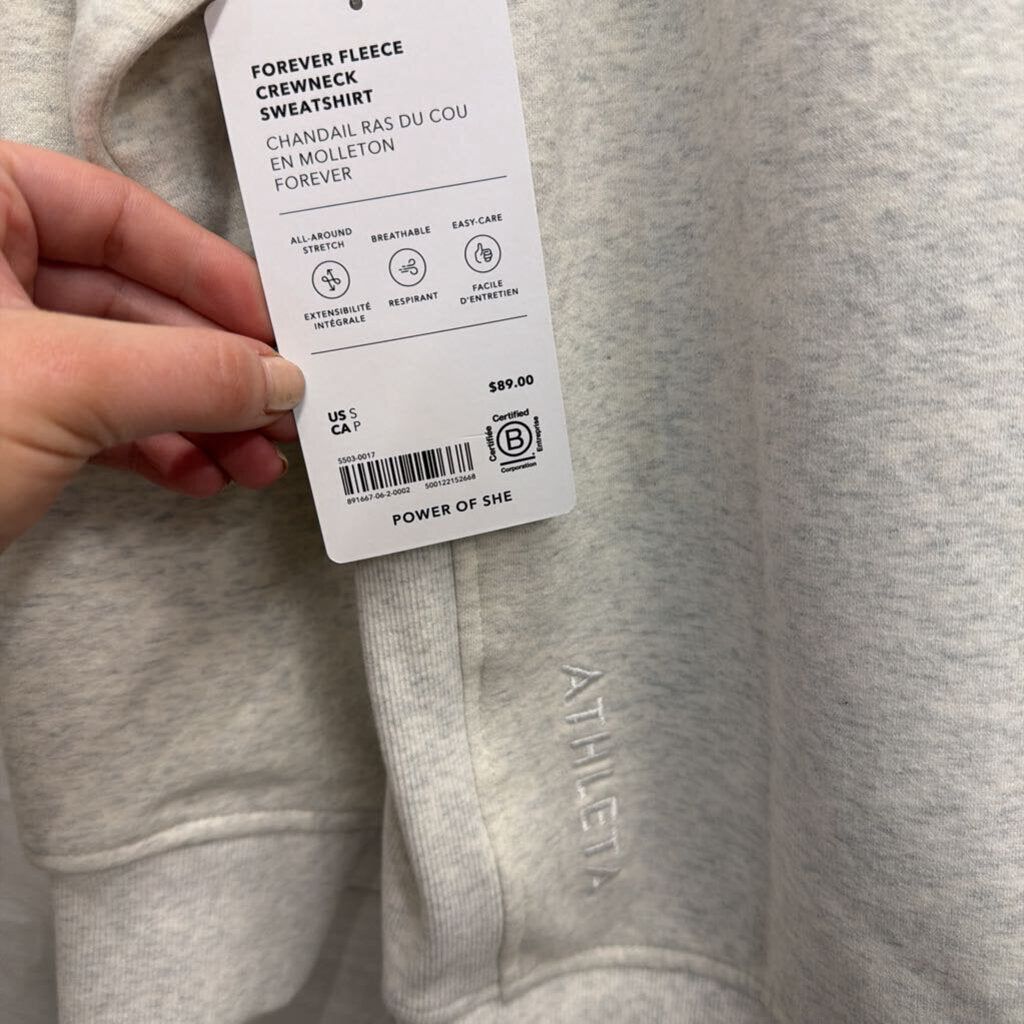 FOREVER FLEECE
CREWNECK
SWEATSHIRT
CHANDAIL RAS DU COU
EN MOLLETON
FOREVER
ALL-AROUND
STRETCH
EXTENSIBILITÉ
INTÉGRALE
BREATHABLE
RESPIRANT
EASY-CARE
FACILE
D'ENTRETIEN
$89.00
US S
CA P
5503-0017
891667-06-2-0002 500122152668
Certified
Certifiée
B
Entreprise
Corporation
POWER OF SHE
ATHLETA